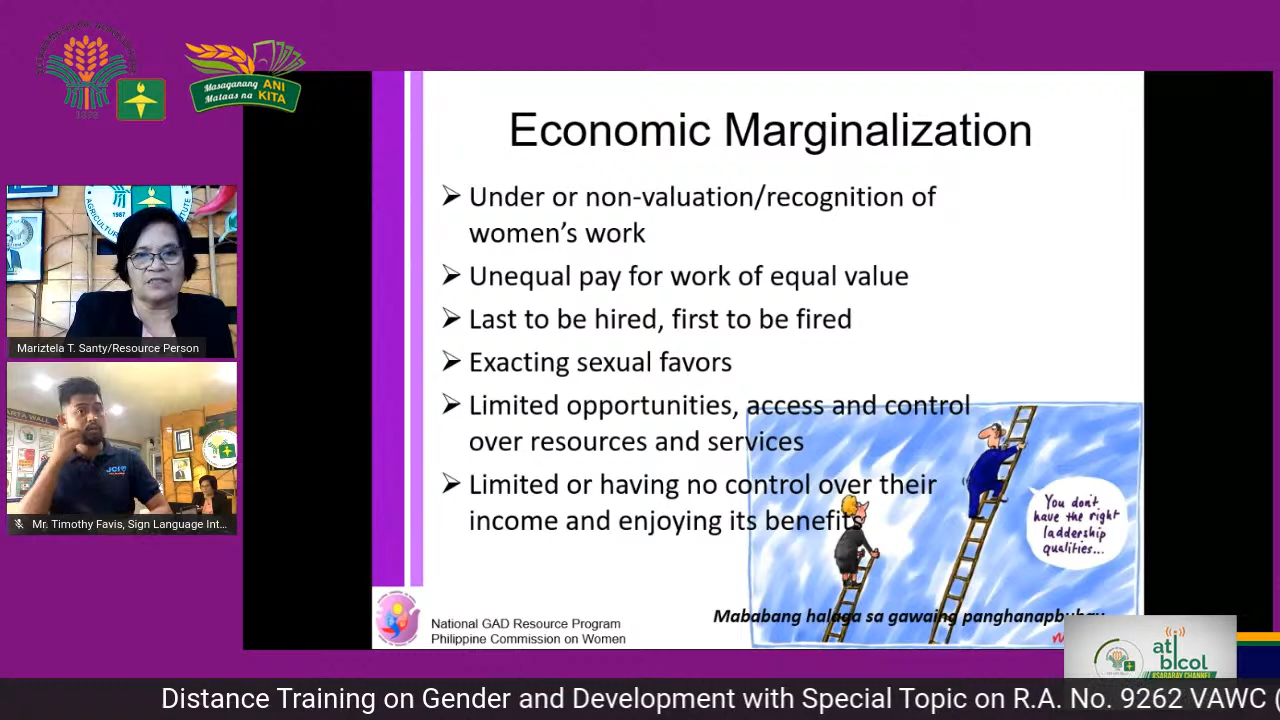 Masaganang ANI
Mataas na KITA
1967
Mariztela T. Santy/Resource Person
JCI
Mr. Timothy Favis, Sign Language Int...
Economic Marginalization
Under or non-valuation/recognition of
women's work
Unequal pay for work of equal value
Last to be hired, first to be fired
Exacting sexual favors
Limited opportunities, access and control
over resources and services
Limited or having no control over their
income and enjoying its benefits
You don't
have the right
laddership
qualities...
Mababang halaga sa gawaing panghanapbuhay
National GAD Resource Program
Philippine Commission on Women
ati
bicol
Distance Training on Gender and Development with Special Topic on R.A. No. 9262 VAWC (